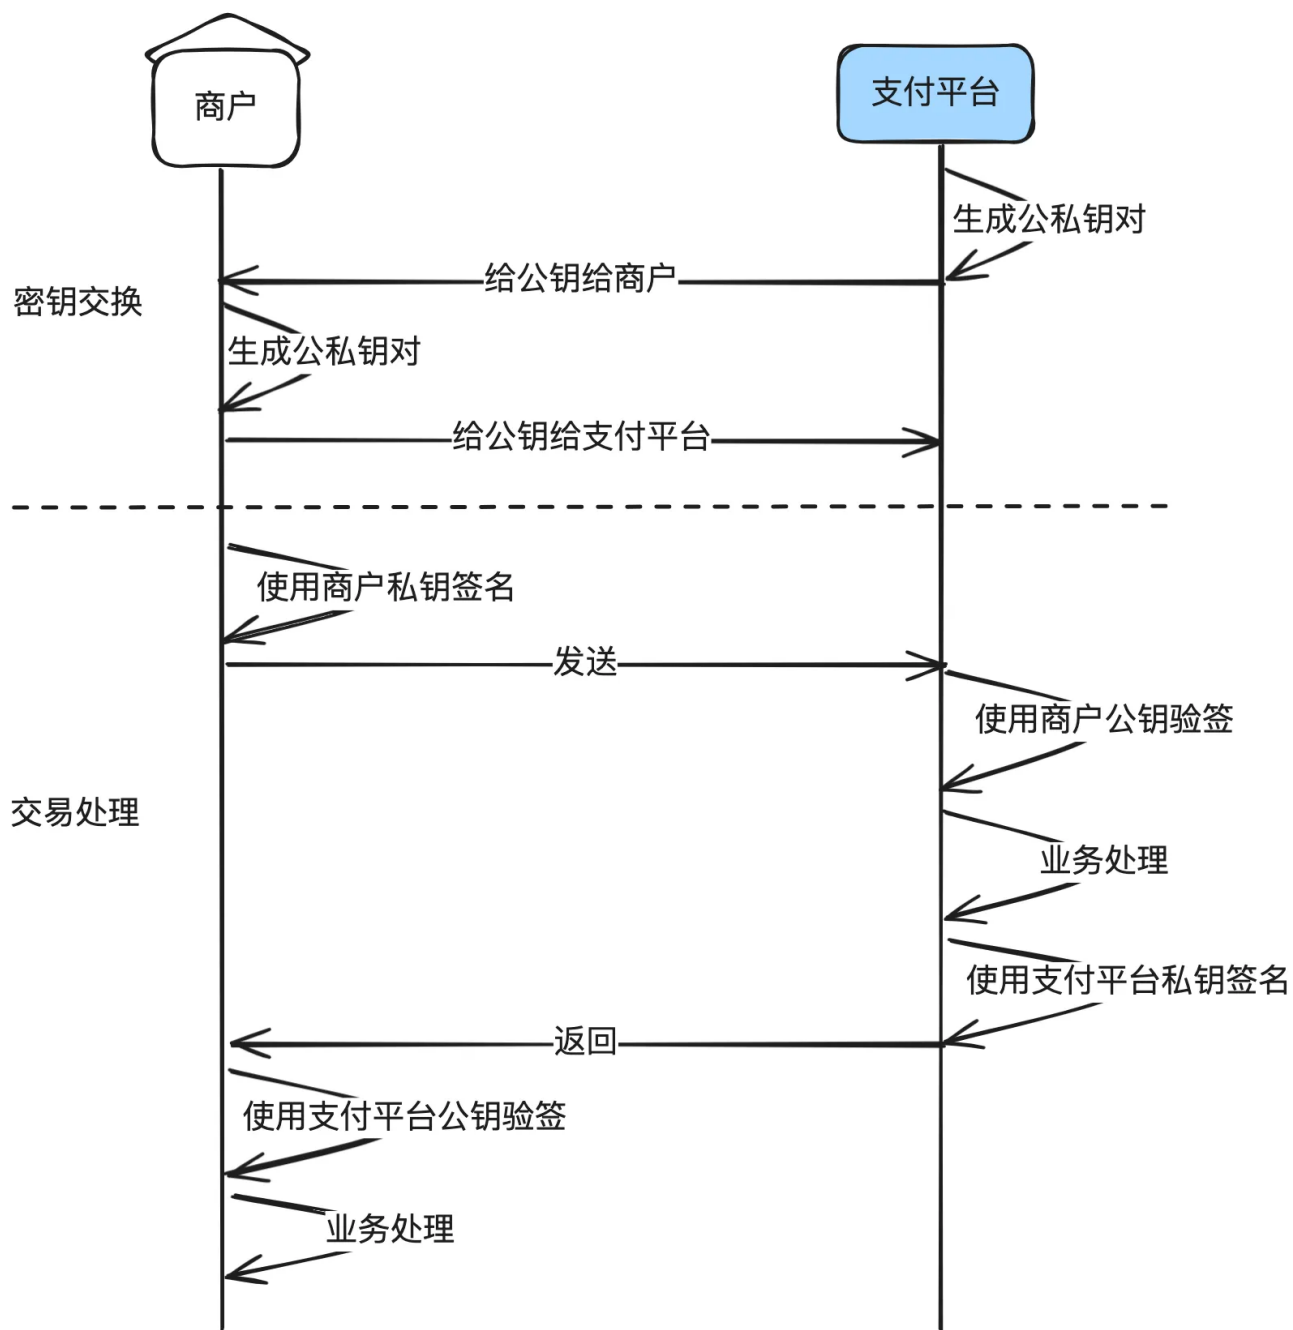 商户
支付平台
生成公私钥对
给公钥给商户
密钥交换
生成公私钥对
给公钥给支付平台
使用商户私钥签名
发送
使用商户公钥验签
交易处理
业务处理
使用支付平台私钥签名
返回
使用支付平台公钥验签
业务处理